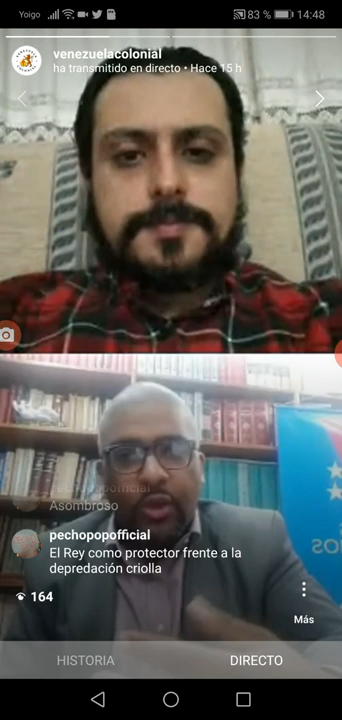 Yoigo 83 % 14:48
venezuelacolonial
ha transmitido en directo • Hace 15 h
pechopopofficial
Asombroso
pechopopofficial
El Rey como protector frente a la
depredación criolla
164
Más
HISTORIA DIRECTO